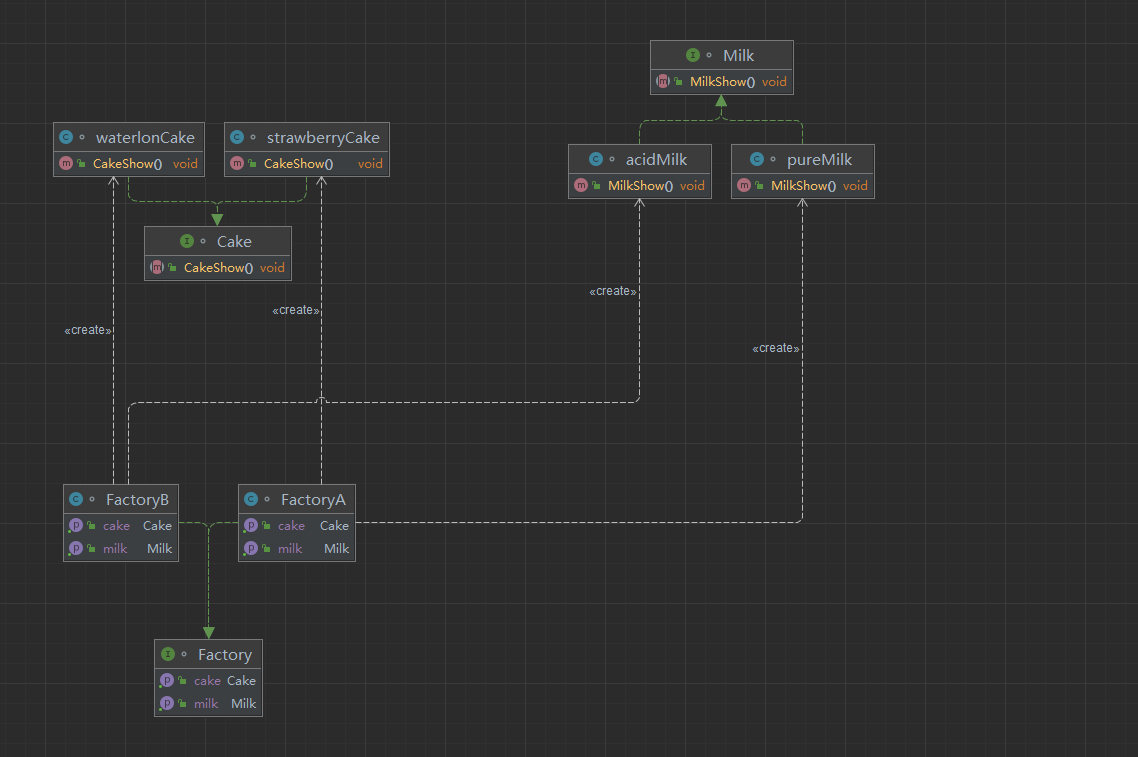 Milk
MilkShow() void
waterlonCake
CakeShow() void
strawberryCake
CakeShow() void
acidMilk
MilkShow() void
pureMilk
MilkShow() void
Cake
CakeShow() void
«create»
«create»
«create»
«create»
FactoryB
cake Cake
milk Milk
FactoryA
cake Cake
milk Milk
Factory
cake Cake
milk Milk